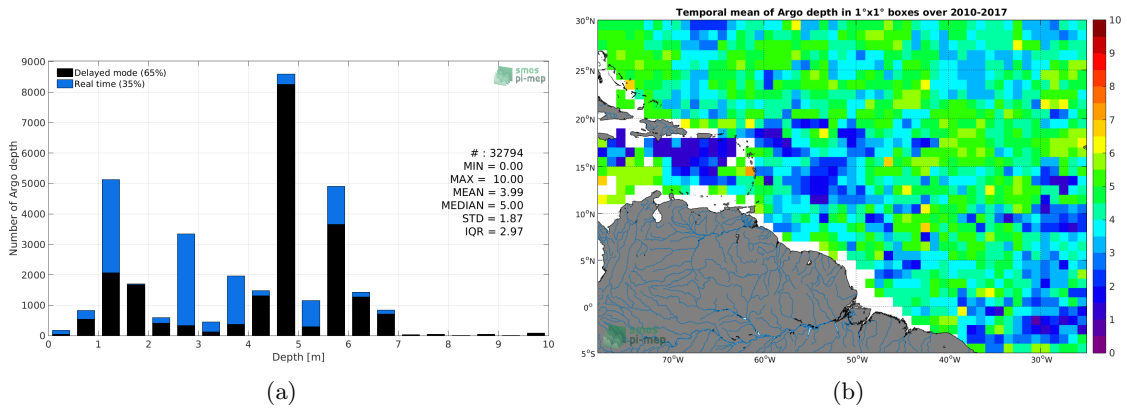 Delayed mode (65%)
Real time (35%)
smos
pi-mep
# : 32794
MIN = 0.00
MAX = 10.00
MEAN = 3.99
MEDIAN = 5.00
STD = 1.87
IQR = 2.97
Number of Argo depth
9000
8000
7000
6000
5000
4000
3000
2000
1000
0
0 1 2 3 4 5 6 7 8 9 10
Depth [m]
(a)
Temporal mean of Argo depth in 1°x1° boxes over 2010-2017
30°N
25°N
20°N
15°N
10°N
5°N
0°
5°S
70°W 60°W 50°W 40°W 30°W
smos
pi-mep
10
9
8
7
6
5
4
3
2
1
0
(b)